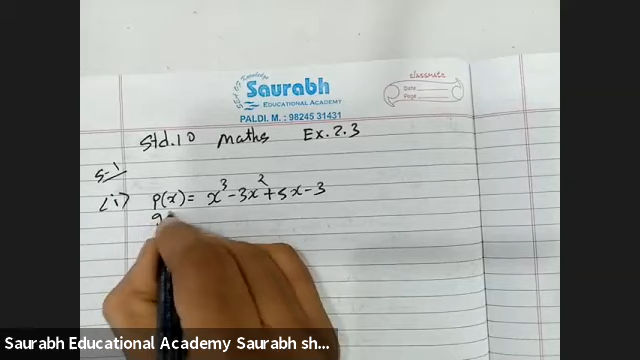 Knowledge
Saurabh
EDUCATIONAL ACADEMY
PALDI. M. : 98245 31431
classmate
Date
Page
Std.10 Maths Ex.2.3
S-1
(i) p(x) = x³ - 3x² + 5x - 3
g
Saurabh Educational Academy Saurabh sh...